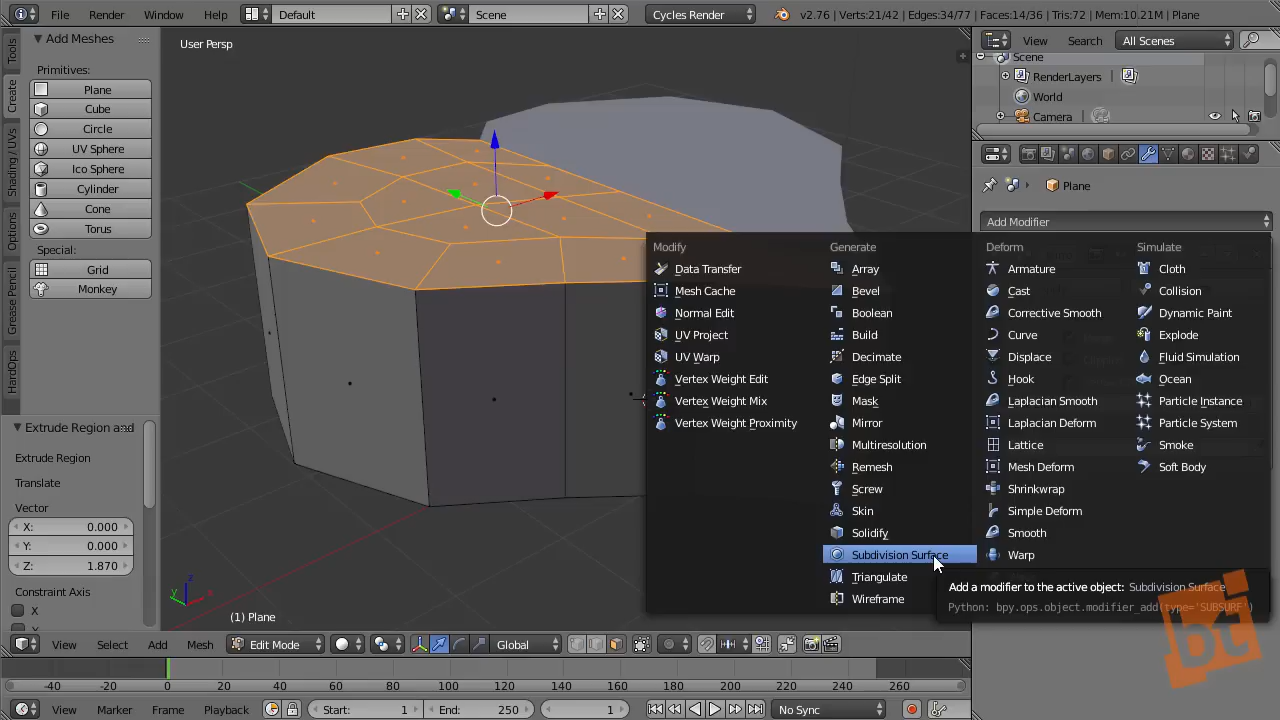 File Render Window Help Default Scene Cycles Render v2.76 | Verts:21/42 | Edges:34/77 | Faces:14/36 | Tris:72 | Mem:10.21M | Plane
Tools
Create
Shading / UVs
Options
Grease Pencil
HardOps
Add Meshes
Primitives:
Plane
Cube
Circle
UV Sphere
Ico Sphere
Cylinder
Cone
Torus
Special:
Grid
Monkey
Extrude Region and
Extrude Region
Translate
Vector
X: 0.000
Y: 0.000
Z: 1.870
Constraint Axis
X
User Persp
(1) Plane
View Search All Scenes
Scene
RenderLayers
World
Camera
Plane
Add Modifier
Modify
Data Transfer
Mesh Cache
Normal Edit
UV Project
UV Warp
Vertex Weight Edit
Vertex Weight Mix
Vertex Weight Proximity
Generate
Array
Bevel
Boolean
Build
Decimate
Edge Split
Mask
Mirror
Multiresolution
Remesh
Screw
Skin
Solidify
Subdivision Surface
Triangulate
Wireframe
Deform
Armature
Cast
Corrective Smooth
Curve
Displace
Hook
Laplacian Smooth
Laplacian Deform
Lattice
Mesh Deform
Shrinkwrap
Simple Deform
Smooth
Warp
Simulate
Cloth
Collision
Dynamic Paint
Explode
Fluid Simulation
Ocean
Particle Instance
Particle System
Smoke
Soft Body
Add a modifier to the active object: Subdivision Surface
Python: bpy.ops.object.modifier_add(type='SUBSURF')
bt
View Select Add Mesh Edit Mode Global
-40 -20 0 20 40 60 80 100 120 140 160 180 200 220 240 260
View Marker Frame Playback Start: 1 End: 250 1 No Sync